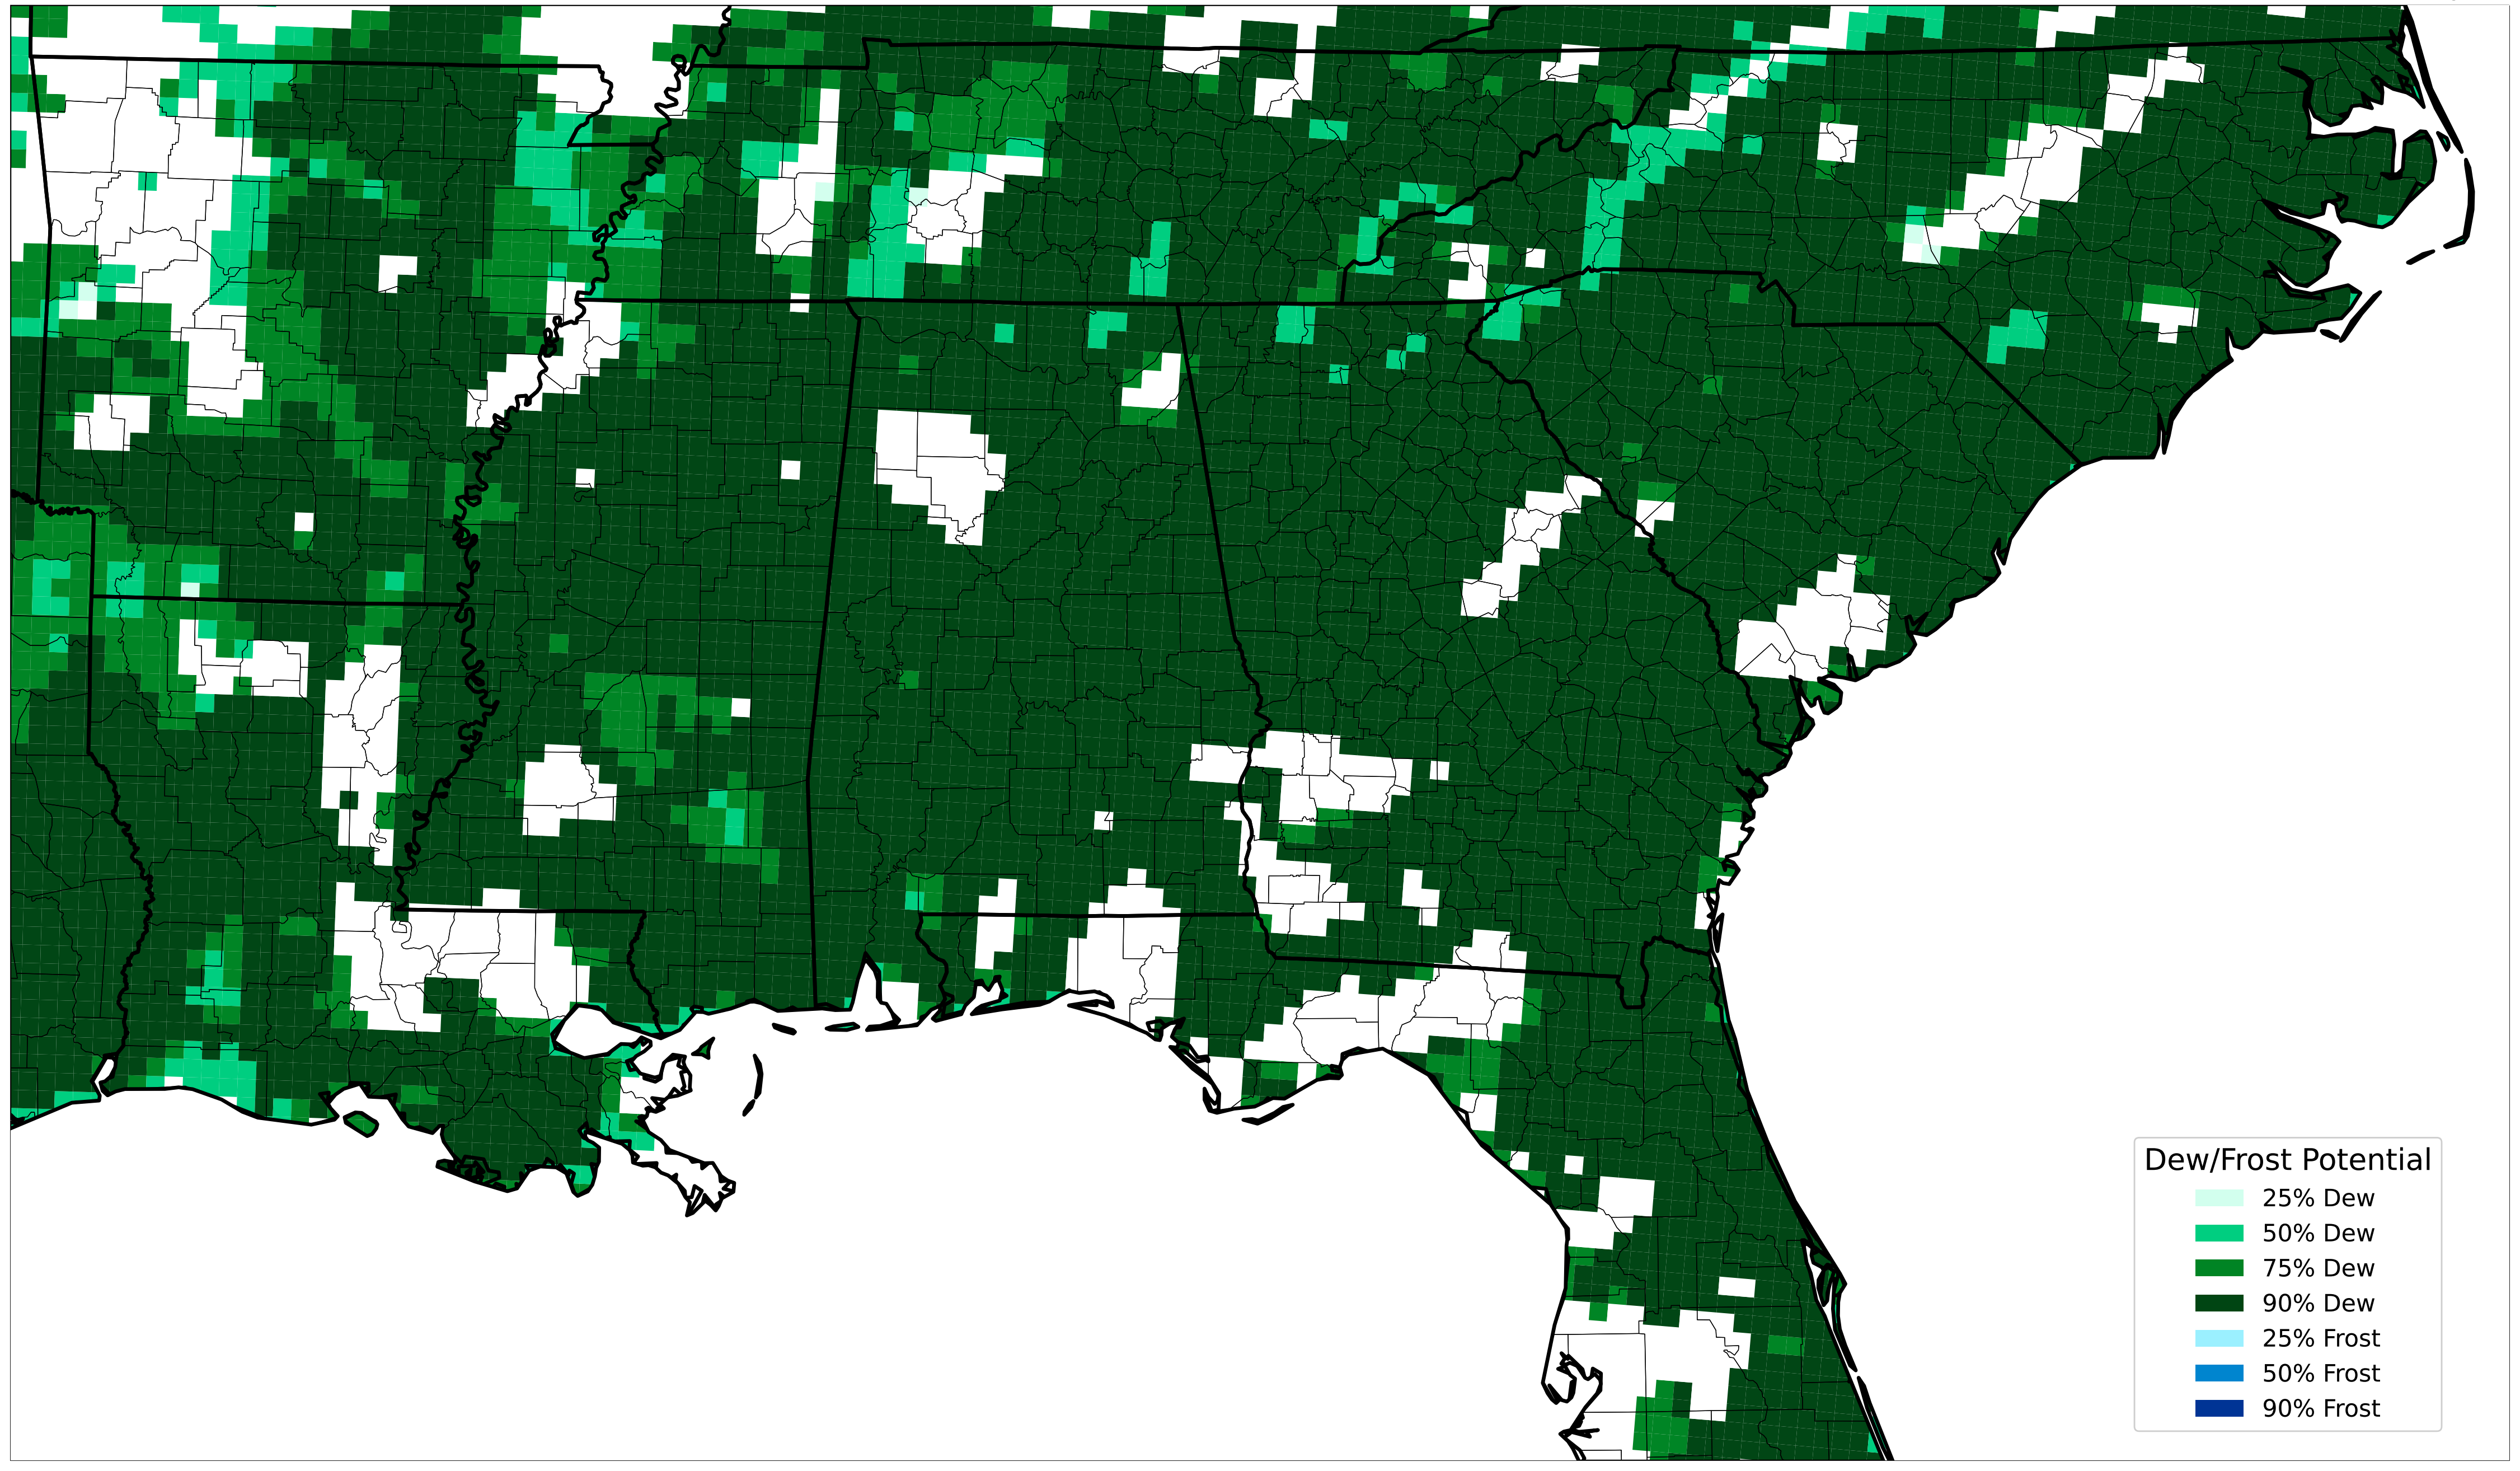 Dew/Frost Potential
25% Dew
50% Dew
75% Dew
90% Dew
25% Frost
50% Frost
90% Frost